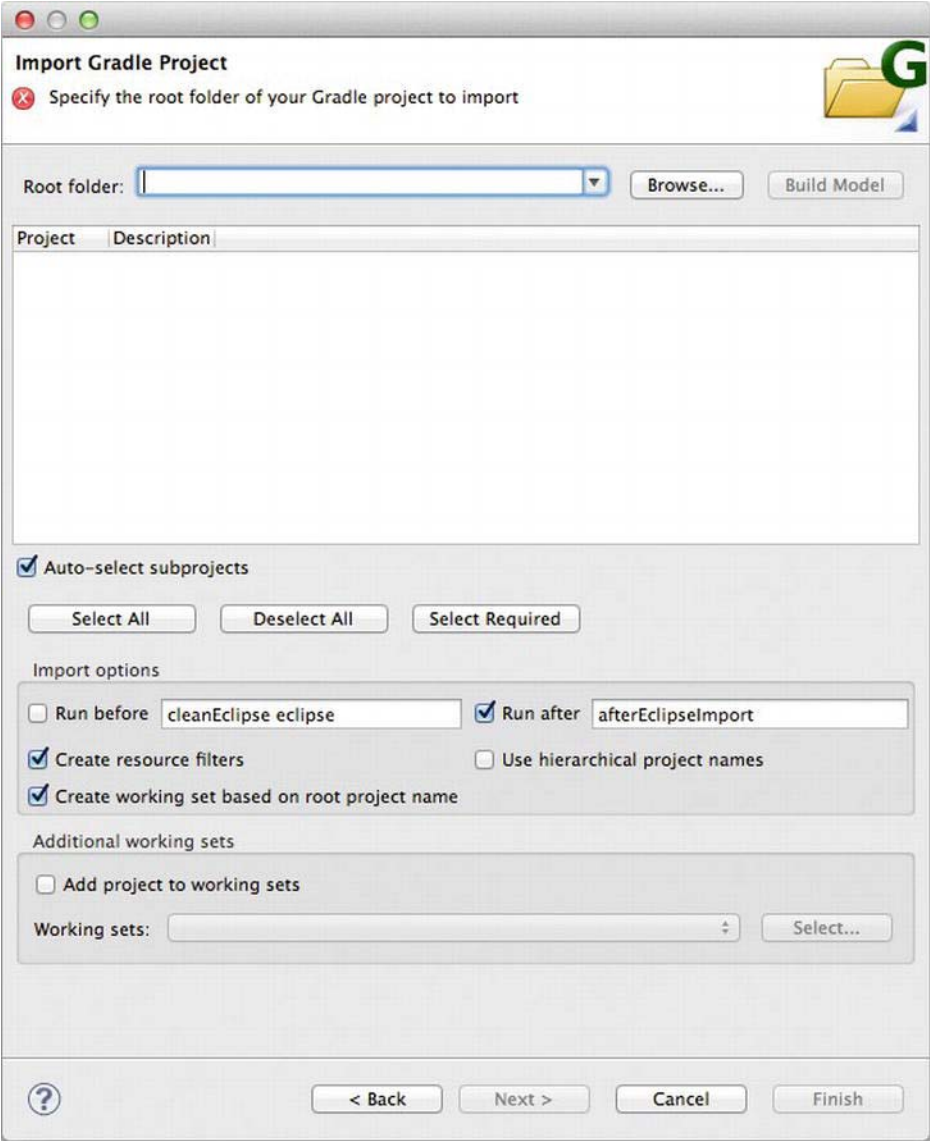 Import Gradle Project
G
Specify the root folder of your Gradle project to import
Root folder: Browse... Build Model
Project Description
Auto-select subprojects
Select All Deselect All Select Required
Import options
Run before cleanEclipse eclipse Run after afterEclipseImport
Create resource filters Use hierarchical project names
Create working set based on root project name
Additional working sets
Add project to working sets
Working sets: Select...
? < Back Next > Cancel Finish